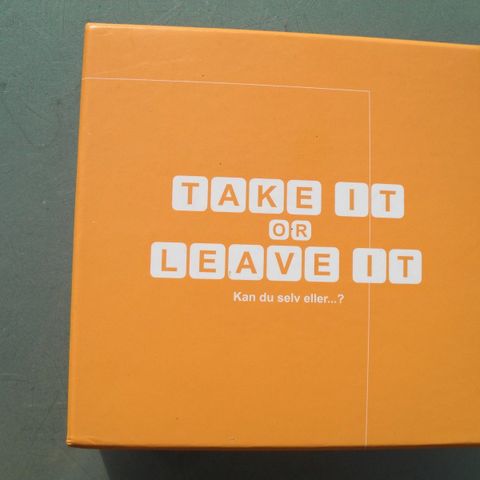 TAKE IT
OR
LEAVE IT
Kan du selv eller...?